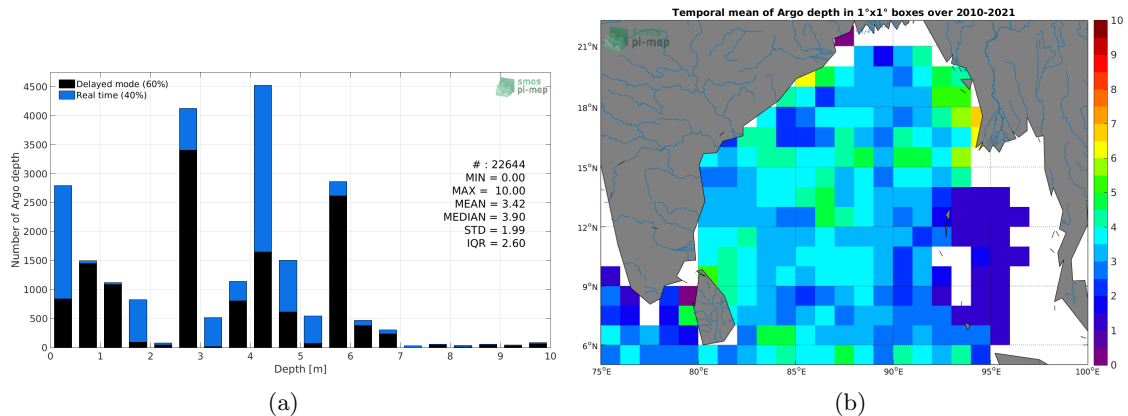 smos
pi-mep
Delayed mode (60%)
Real time (40%)
# : 22644
MIN = 0.00
MAX = 10.00
MEAN = 3.42
MEDIAN = 3.90
STD = 1.99
IQR = 2.60
Number of Argo depth
4500
4000
3500
3000
2500
2000
1500
1000
500
0
0 1 2 3 4 5 6 7 8 9 10
Depth [m]
(a)
Temporal mean of Argo depth in 1°x1° boxes over 2010-2021
smos
pi-mep
21°N
18°N
15°N
12°N
9°N
6°N
75°E 80°E 85°E 90°E 95°E 100°E
10
9
8
7
6
5
4
3
2
1
0
(b)